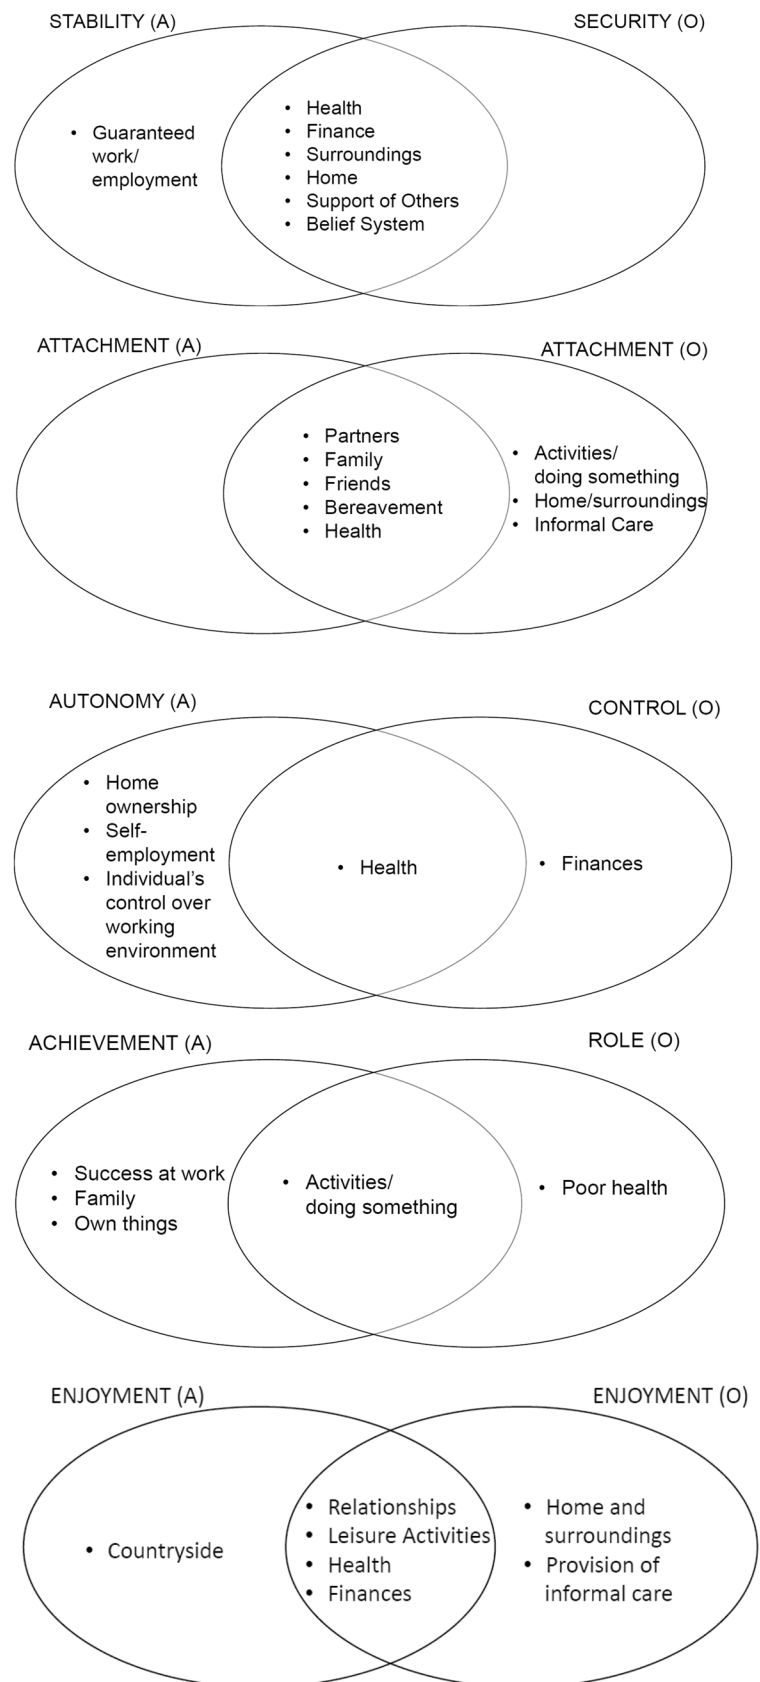 STABILITY (A)
SECURITY (O)
• Guaranteed
work/
employment
• Health
• Finance
• Surroundings
• Home
• Support of Others
• Belief System
ATTACHMENT (A)
ATTACHMENT (O)
• Partners
• Family
• Friends
• Bereavement
• Health
• Activities/
doing something
• Home/surroundings
• Informal Care
AUTONOMY (A)
CONTROL (O)
• Home
ownership
• Self-
employment
• Individual’s
control over
working
environment
• Health
• Finances
ACHIEVEMENT (A)
ROLE (O)
• Success at work
• Family
• Own things
• Activities/
doing something
• Poor health
ENJOYMENT (A)
ENJOYMENT (O)
• Countryside
• Relationships
• Leisure Activities
• Health
• Finances
• Home and
surroundings
• Provision of
informal care